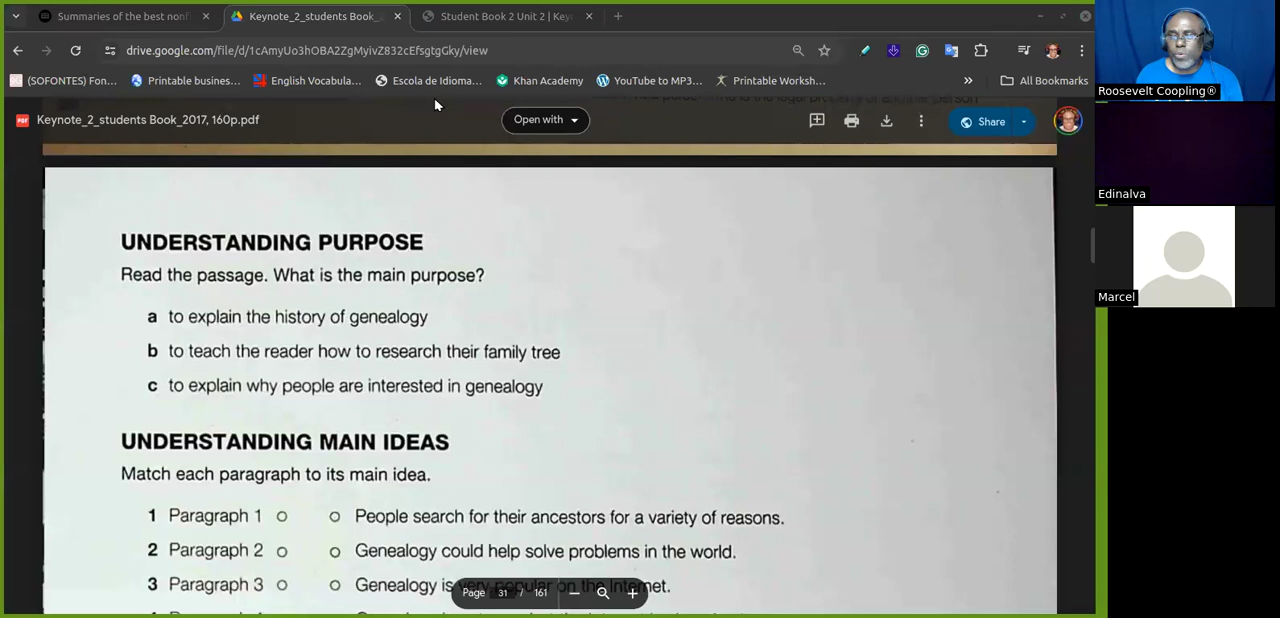 Summaries of the best nonf
Keynote_2_students Book_
Student Book 2 Unit 2 | Key
drive.google.com/file/d/1cAmyUo3hOBA2ZgMyivZ832cEfsgtgGky/view
(SOFONTES) Fon...
Printable busines...
English Vocabula...
Escola de Idioma...
Khan Academy
YouTube to MP3...
Printable Worksh...
All Bookmarks
Keynote_2_students Book_2017, 160p.pdf
Open with
Share
UNDERSTANDING PURPOSE
Read the passage. What is the main purpose?
a to explain the history of genealogy
b to teach the reader how to research their family tree
c to explain why people are interested in genealogy
UNDERSTANDING MAIN IDEAS
Match each paragraph to its main idea.
1 Paragraph 1 People search for their ancestors for a variety of reasons.
2 Paragraph 2 Genealogy could help solve problems in the world.
3 Paragraph 3 Genealogy is very popular on the Internet.
Page 31 / 161
Roosevelt Coopling®
Edinalva
Marcel